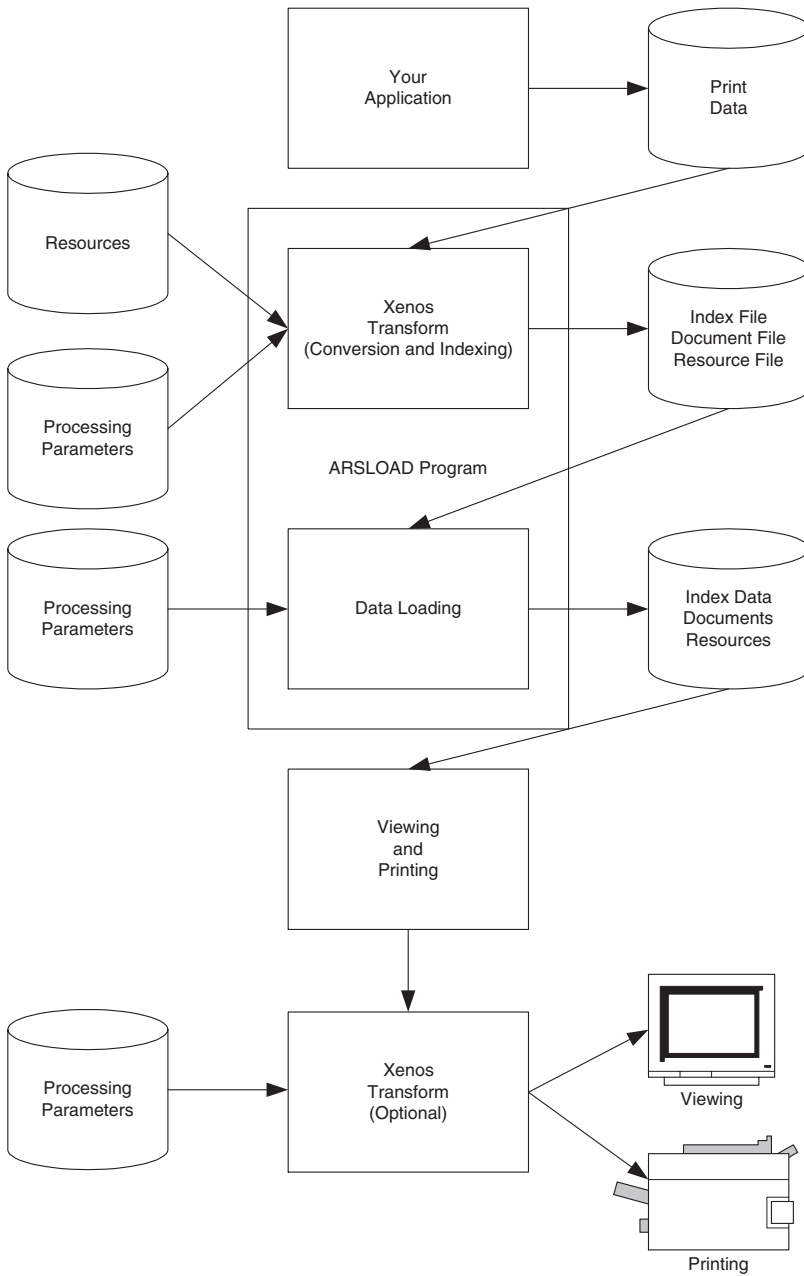 Your
Application
Print
Data
Resources
Xenos
Transform
(Conversion and Indexing)
Index File
Document File
Resource File
Processing
Parameters
ARSLOAD Program
Processing
Parameters
Data Loading
Index Data
Documents
Resources
Viewing
and
Printing
Processing
Parameters
Xenos
Transform
(Optional)
Viewing
Printing